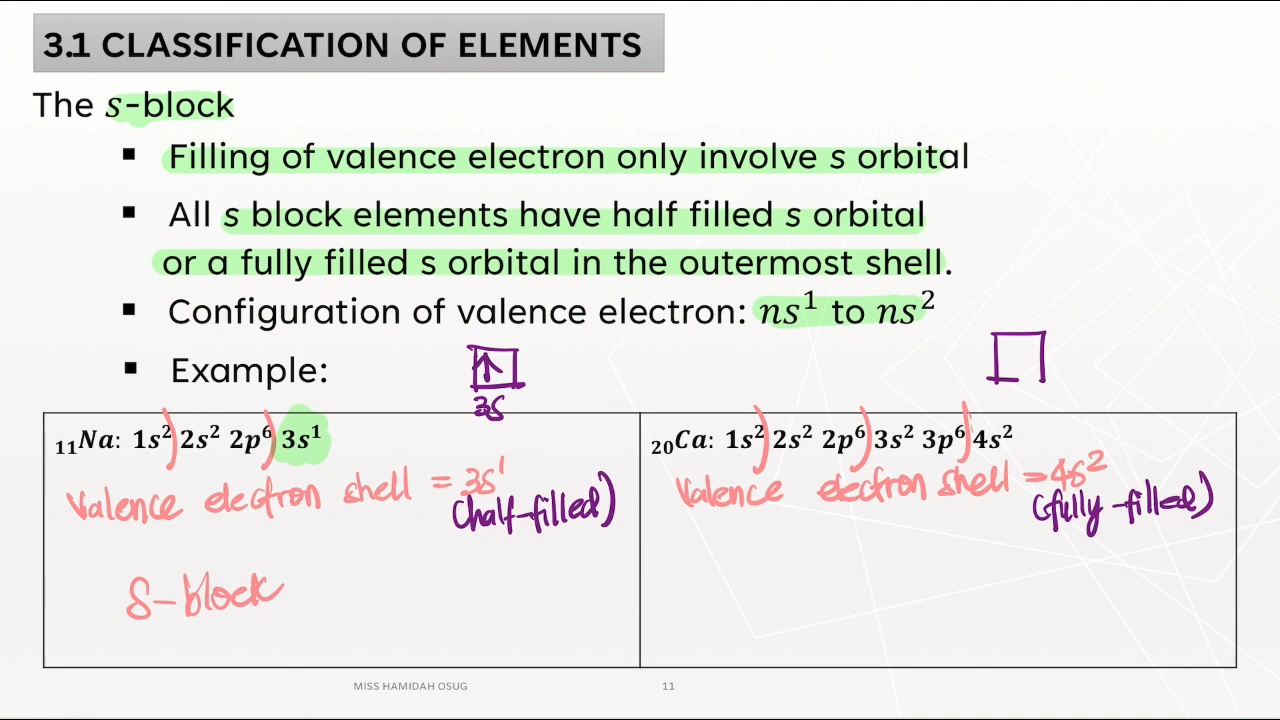 3.1 CLASSIFICATION OF ELEMENTS
The s-block
▪ Filling of valence electron only involve s orbital
▪ All s block elements have half filled s orbital
or a fully filled s orbital in the outermost shell.
▪ Configuration of valence electron: ns¹ to ns²
▪ Example:
3s
₁₁Na: 1s² 2s² 2p⁶ 3s¹
Valence electron shell = 3s¹
(half-filled)
s-block
₂₀Ca: 1s² 2s² 2p⁶ 3s² 3p⁶ 4s²
Valence electron shell = 4s²
(fully-filled)
MISS HAMIDAH OSUG
11